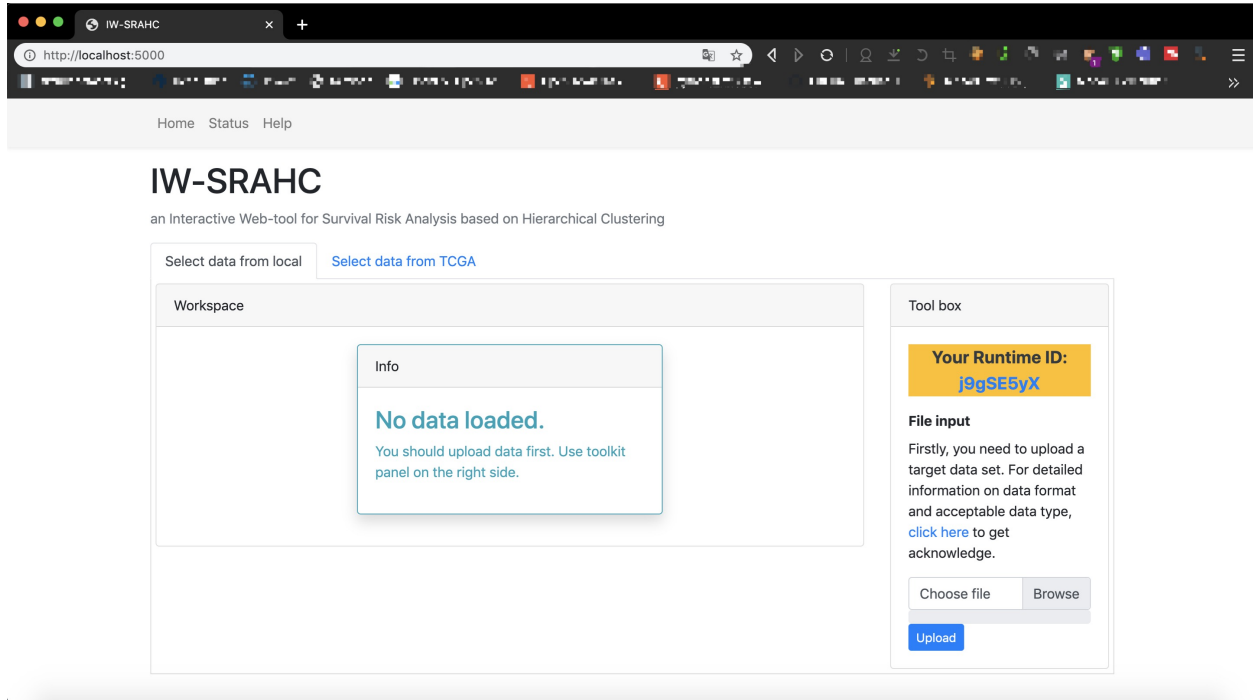 IW-SRAHC
http://localhost:5000
1
Home Status Help
IW-SRAHC
an Interactive Web-tool for Survival Risk Analysis based on Hierarchical Clustering
Select data from local Select data from TCGA
Workspace
Info
No data loaded.
You should upload data first. Use toolkit
panel on the right side.
Tool box
Your Runtime ID:
j9gSE5yX
File input
Firstly, you need to upload a
target data set. For detailed
information on data format
and acceptable data type,
click here to get
acknowledge.
Choose file Browse
Upload